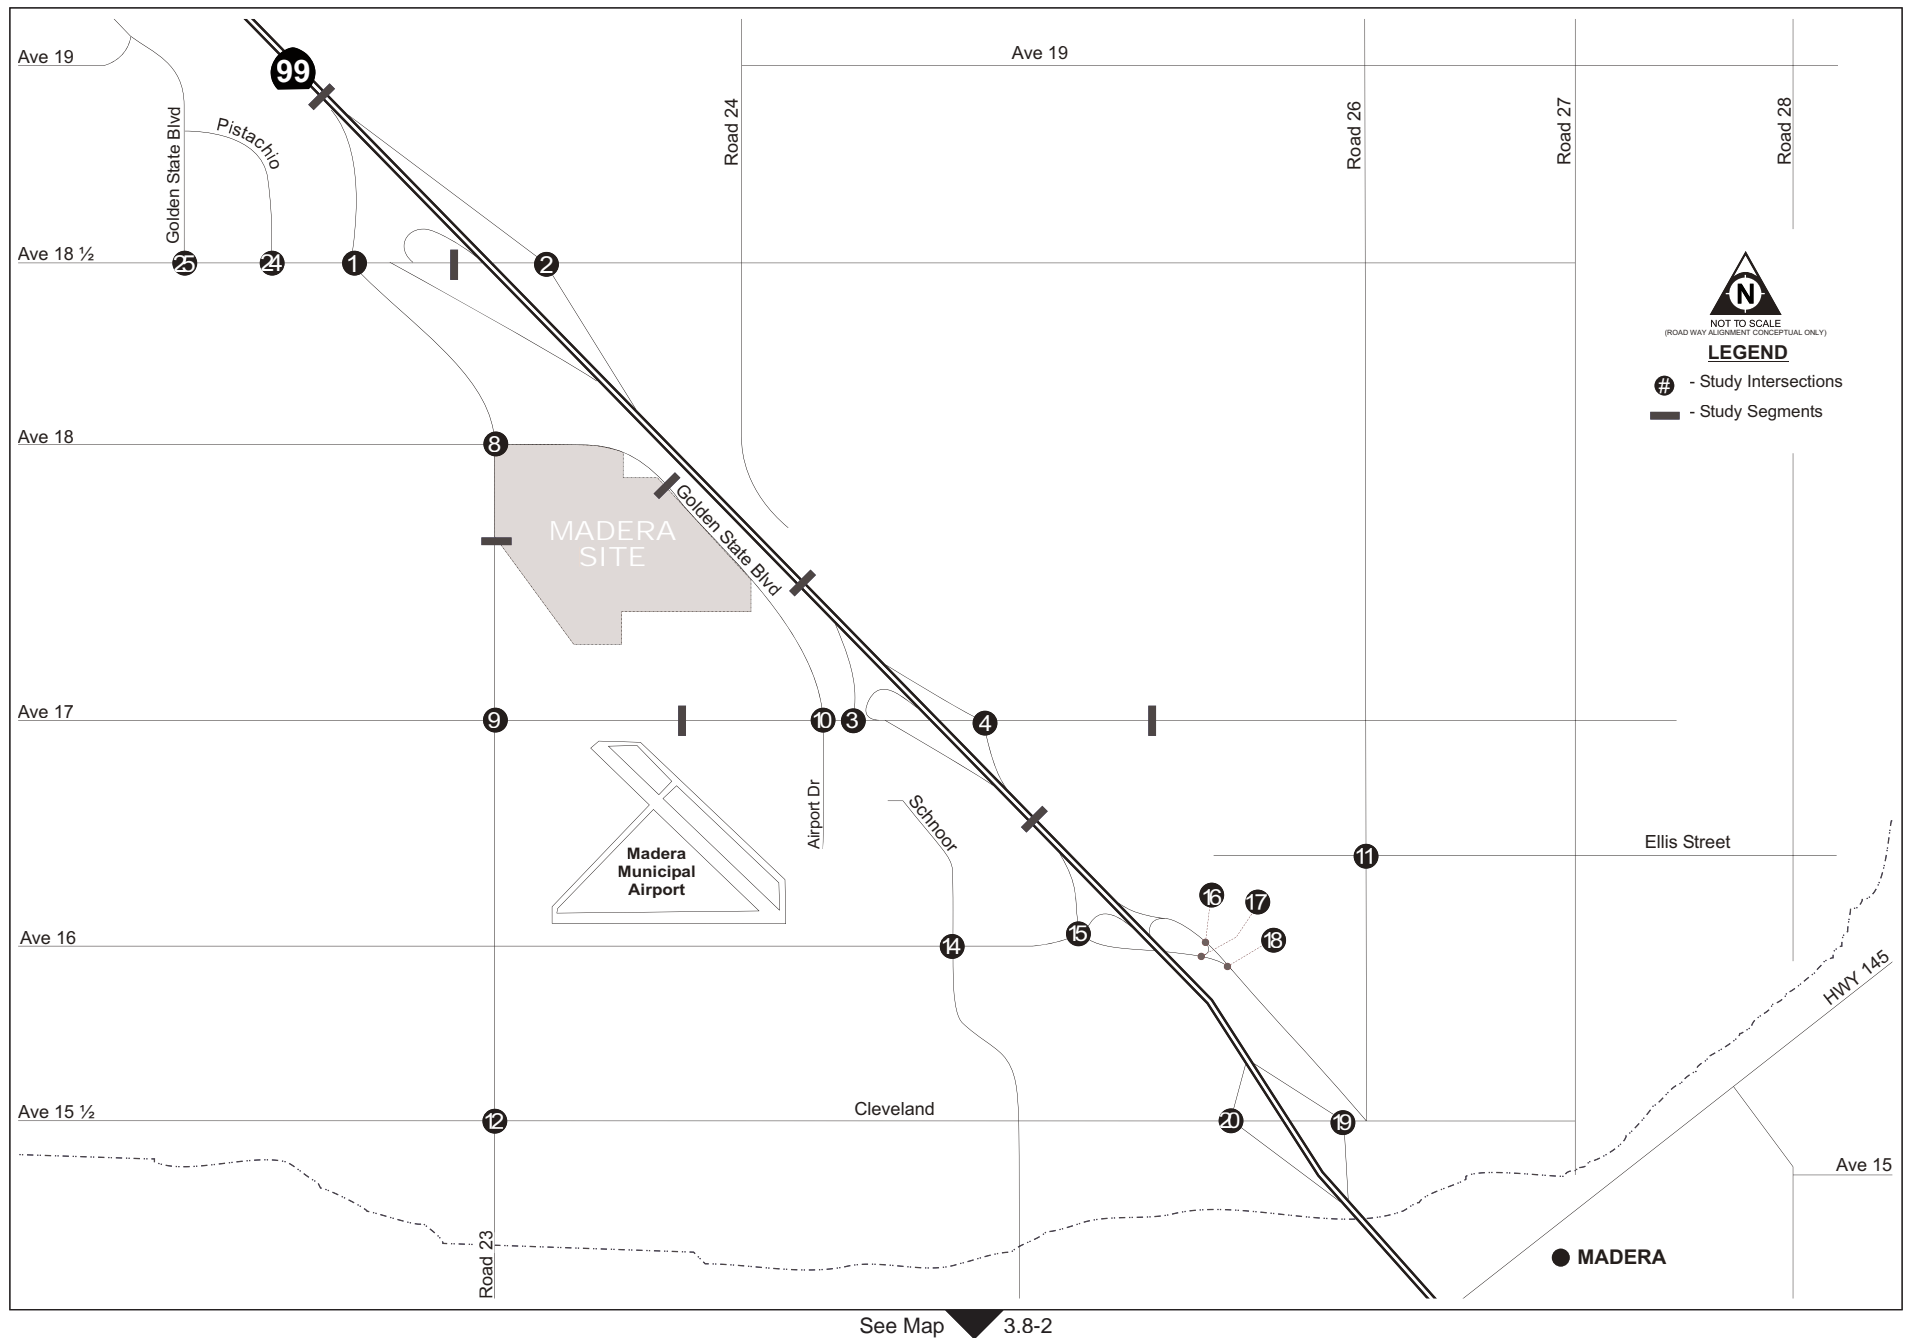 Ave 19
99
Ave 19
Golden State Blvd
Pistachio
Road 24
Road 26
Road 27
Road 28
Ave 18 ½
25
24
1
2
N
NOT TO SCALE
(ROAD WAY ALIGNMENT CONCEPTUAL ONLY)
LEGEND
# - Study Intersections
- Study Segments
Ave 18
8
MADERA
SITE
Golden State Blvd
Ave 17
9
10
3
4
Airport Dr
Schnoor
Madera
Municipal
Airport
Ellis Street
11
16
17
18
Ave 16
14
15
HWY 145
Ave 15 ½
12
Cleveland
20
19
Ave 15
Road 23
MADERA
See Map 3.8-2